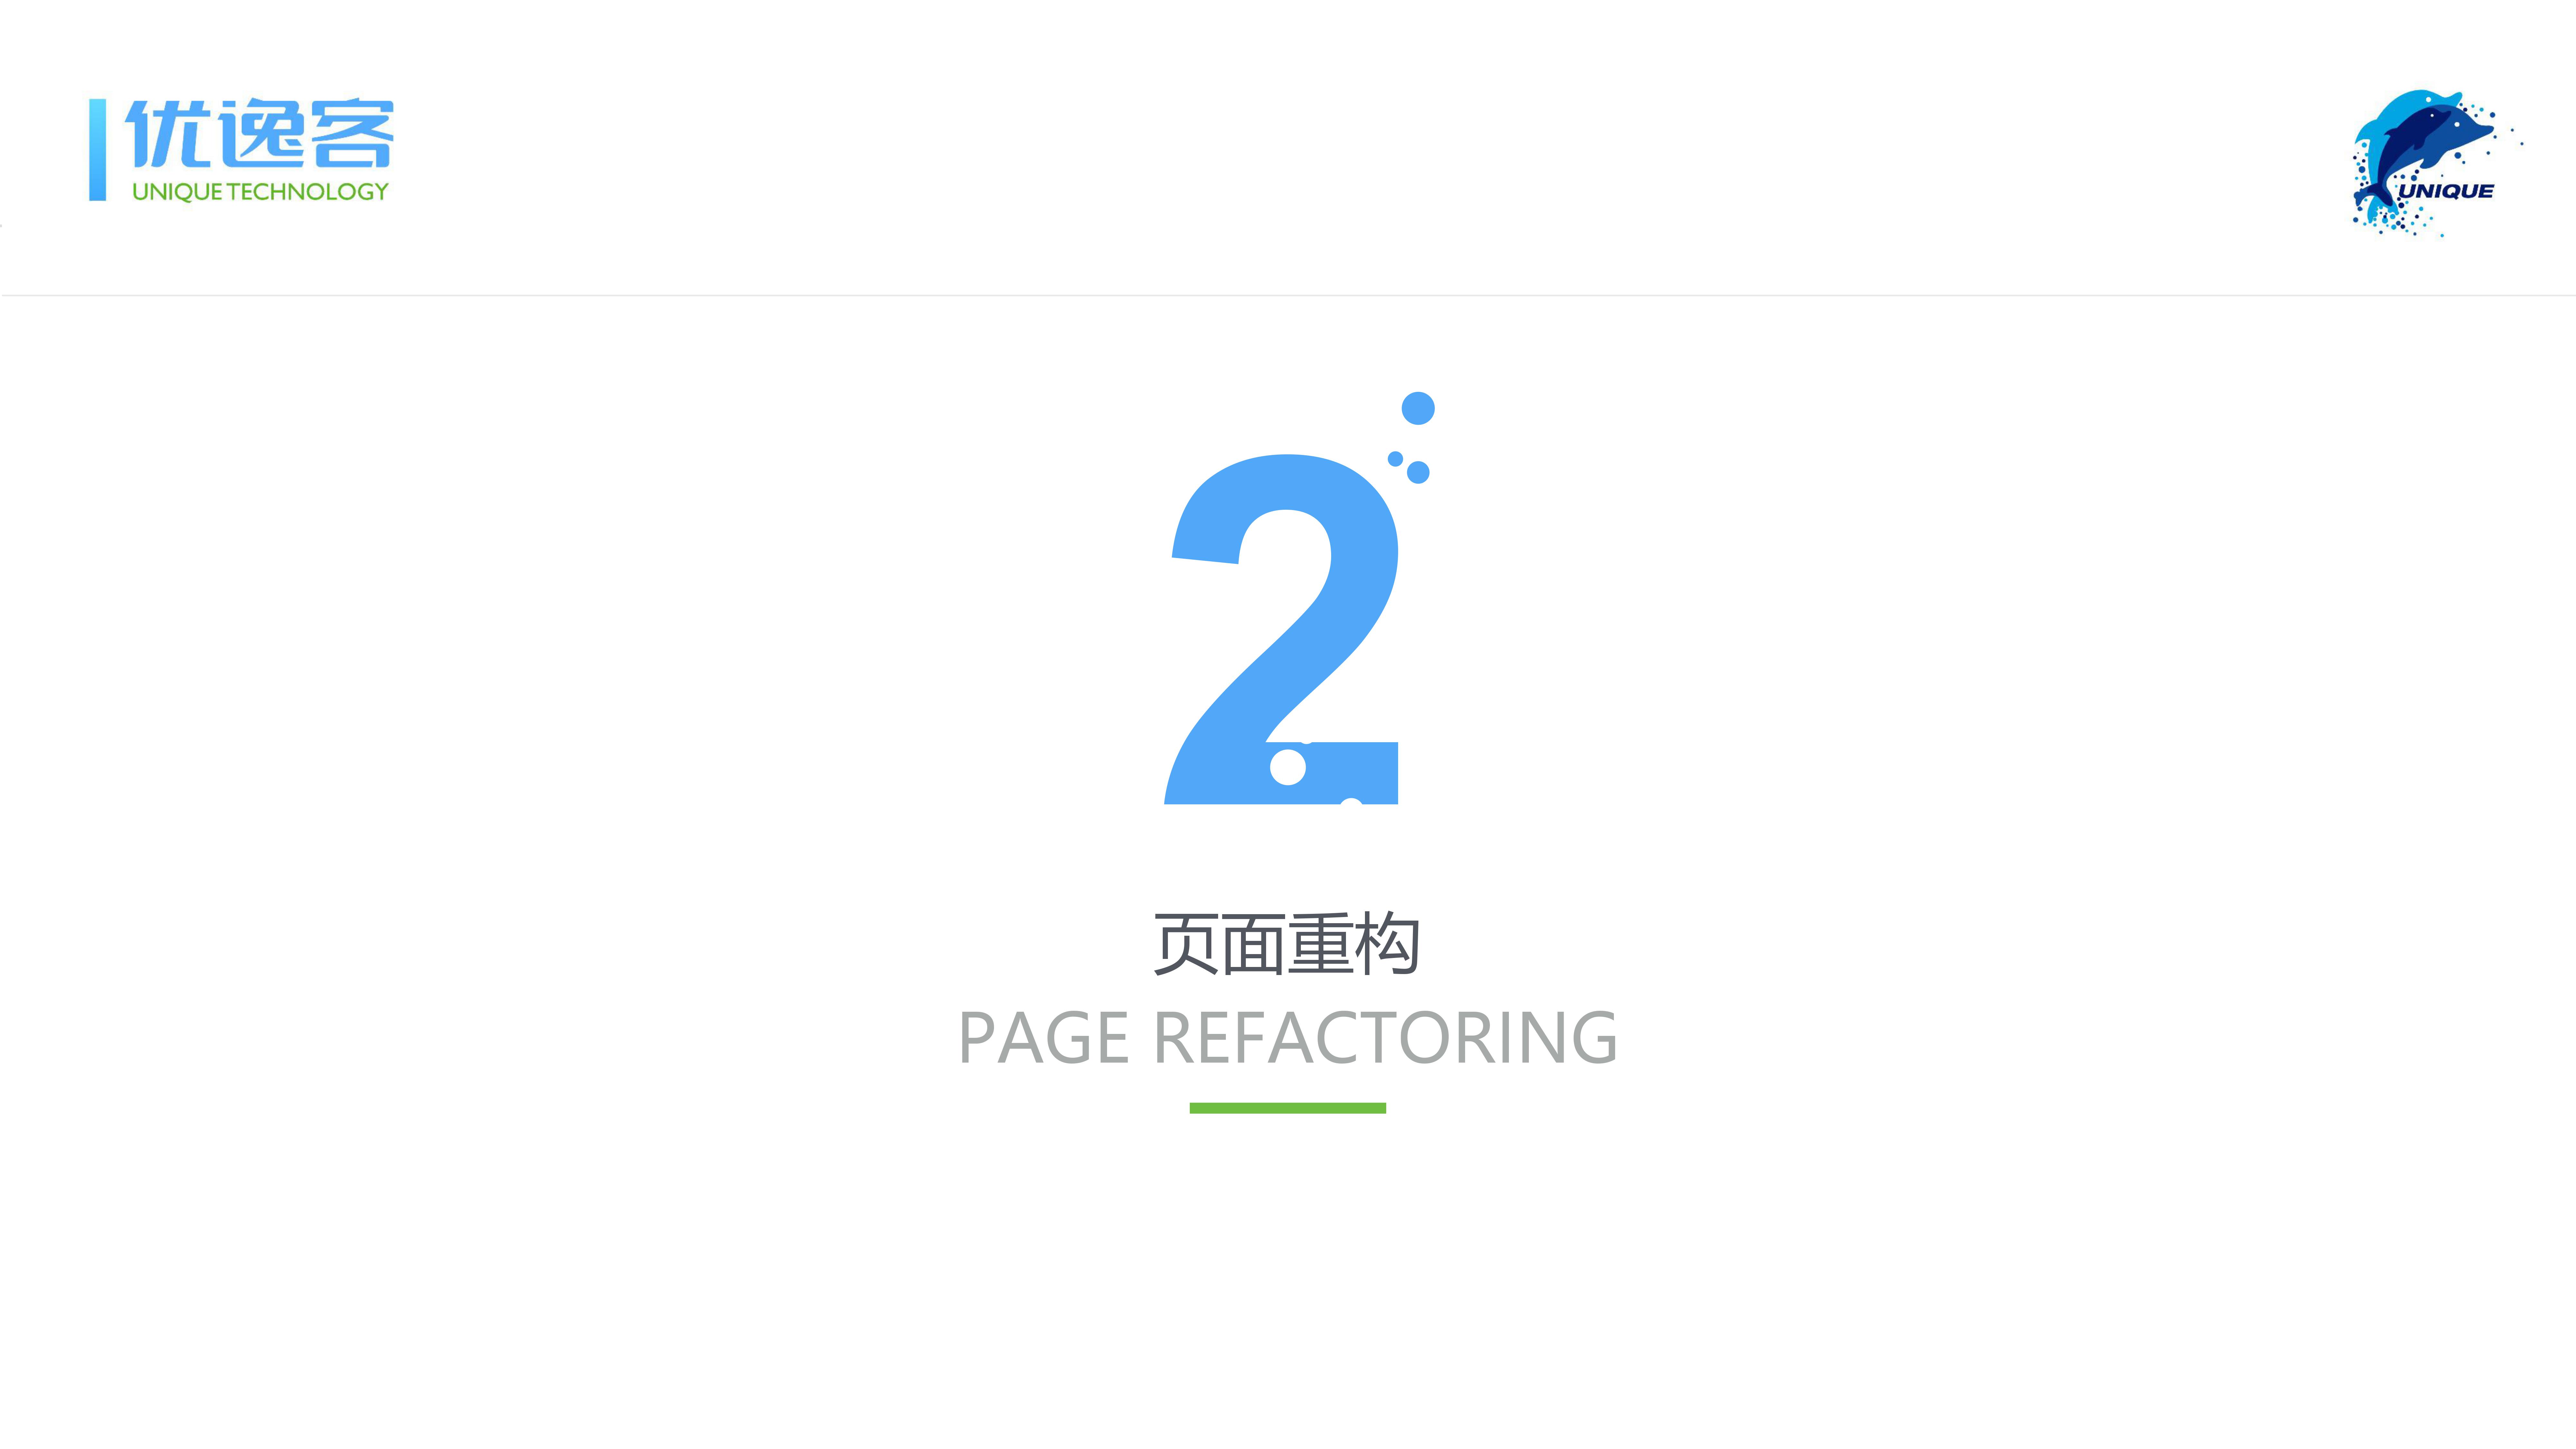 优逸客
UNIQUE TECHNOLOGY
UNIQUE
2
页面重构
PAGE REFACTORING